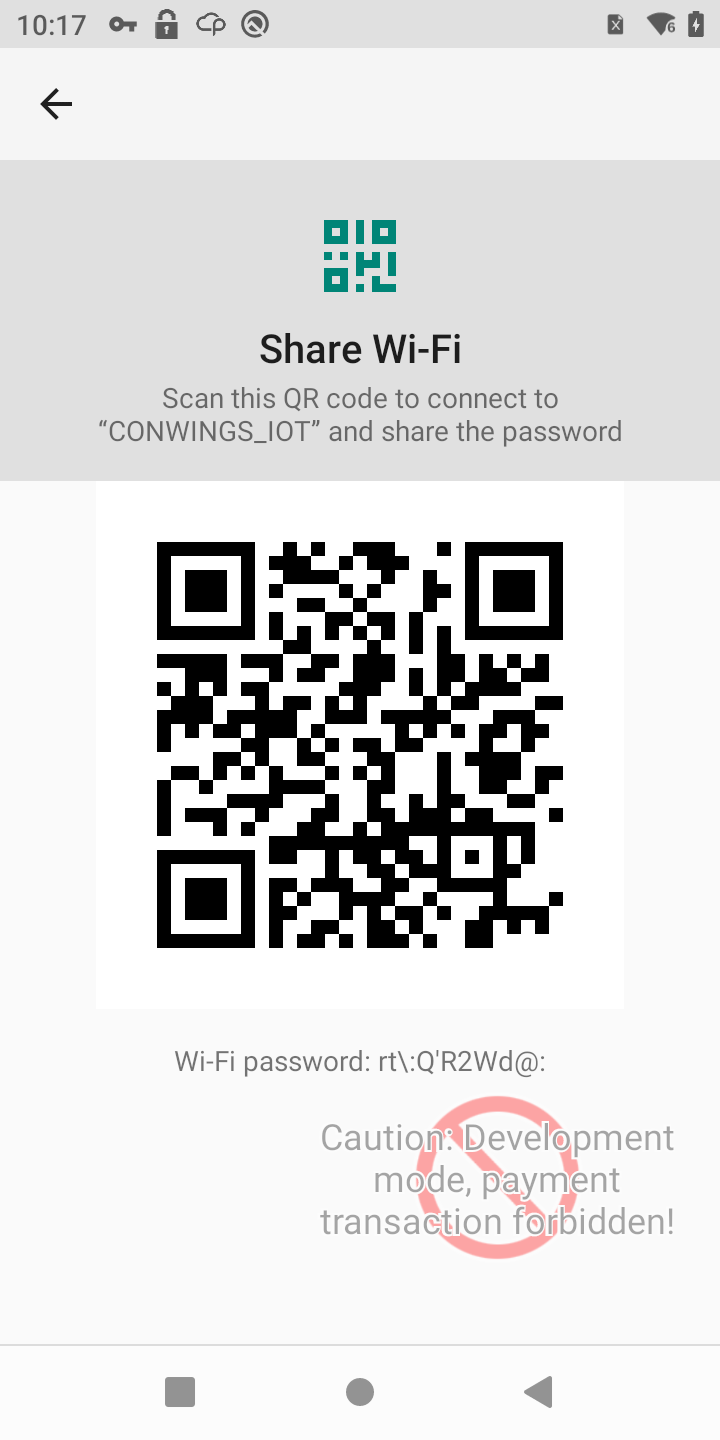 10:17
6
Share Wi-Fi
Scan this QR code to connect to
“CONWINGS_IOT” and share the password
Wi-Fi password: rt\:Q'R2Wd@:
Caution: Development
mode, payment
transaction forbidden!